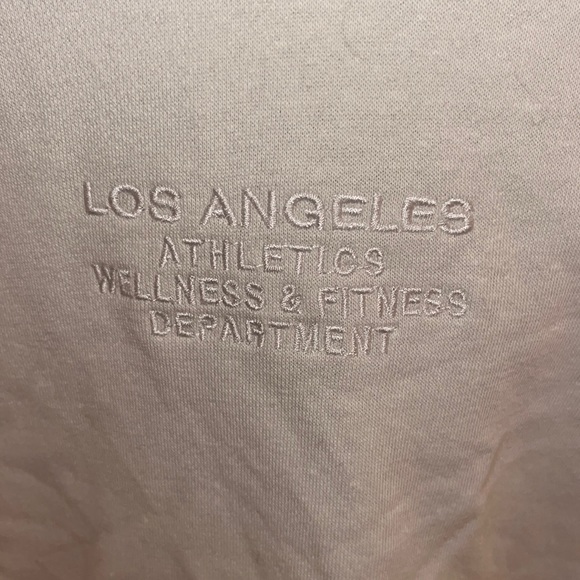 LOS ANGELES
ATHLETICS
WELLNESS & FITNESS
DEPARTMENT